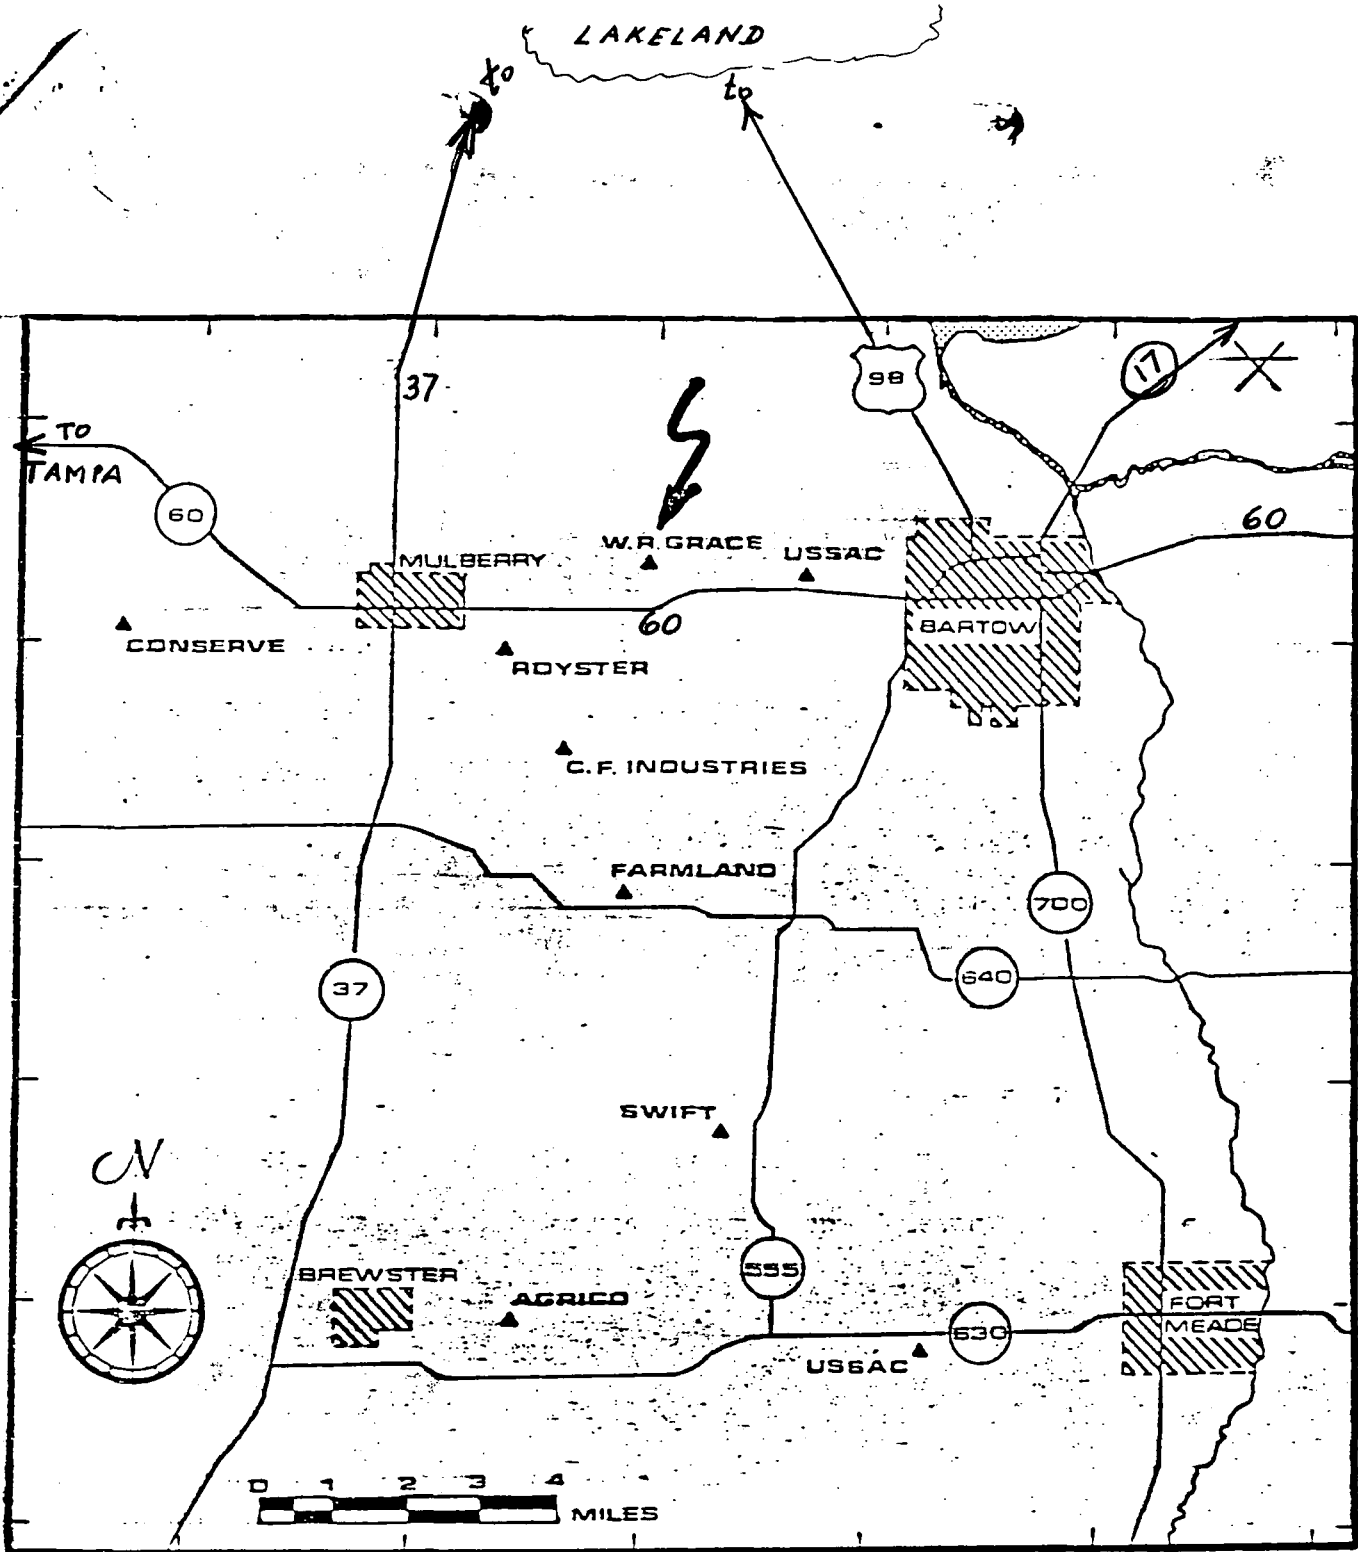 LAKELAND
to
to
37
98
17
TO
TAMPA
60
60
MULBERRY
W.R. GRACE
USSAC
60
BARTOW
CONSERVE
ROYSTER
C.F. INDUSTRIES
FARMLAND
700
640
37
SWIFT
N
555
BREWSTER
AGRICO
FORT
MEADE
630
USSAC
0 1 2 3 4
MILES